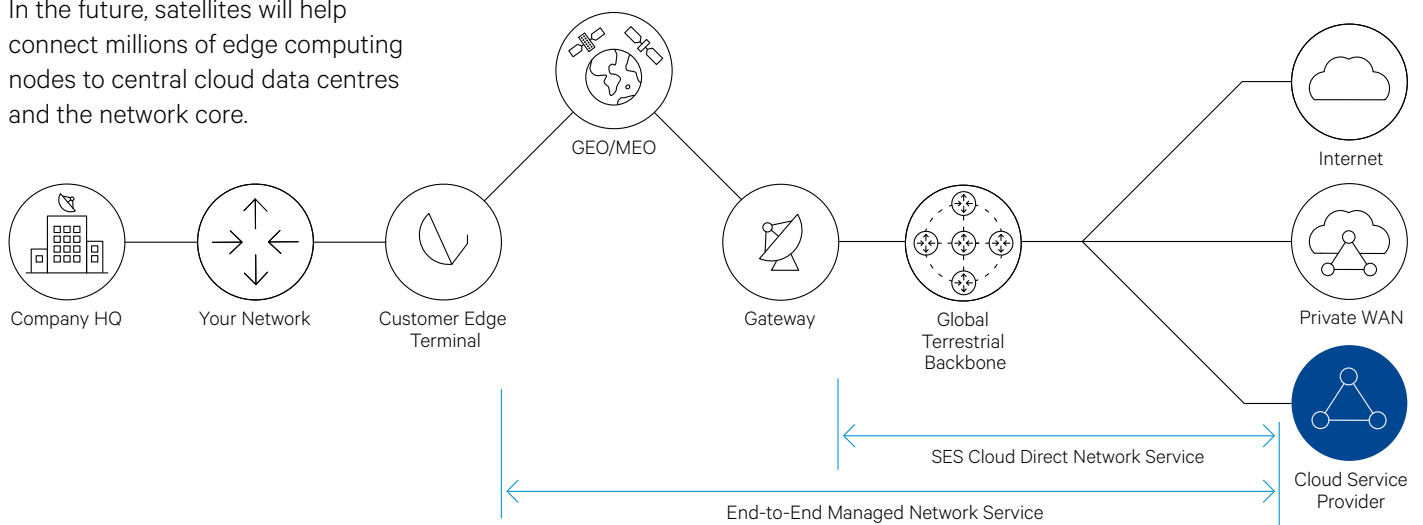 In the future, satellites will help
connect millions of edge computing
nodes to central cloud data centres
and the network core.
GEO/MEO
Internet
Company HQ
Your Network
Customer Edge
Terminal
Gateway
Global
Terrestrial
Backbone
Private WAN
SES Cloud Direct Network Service
Cloud Service
Provider
End-to-End Managed Network Service